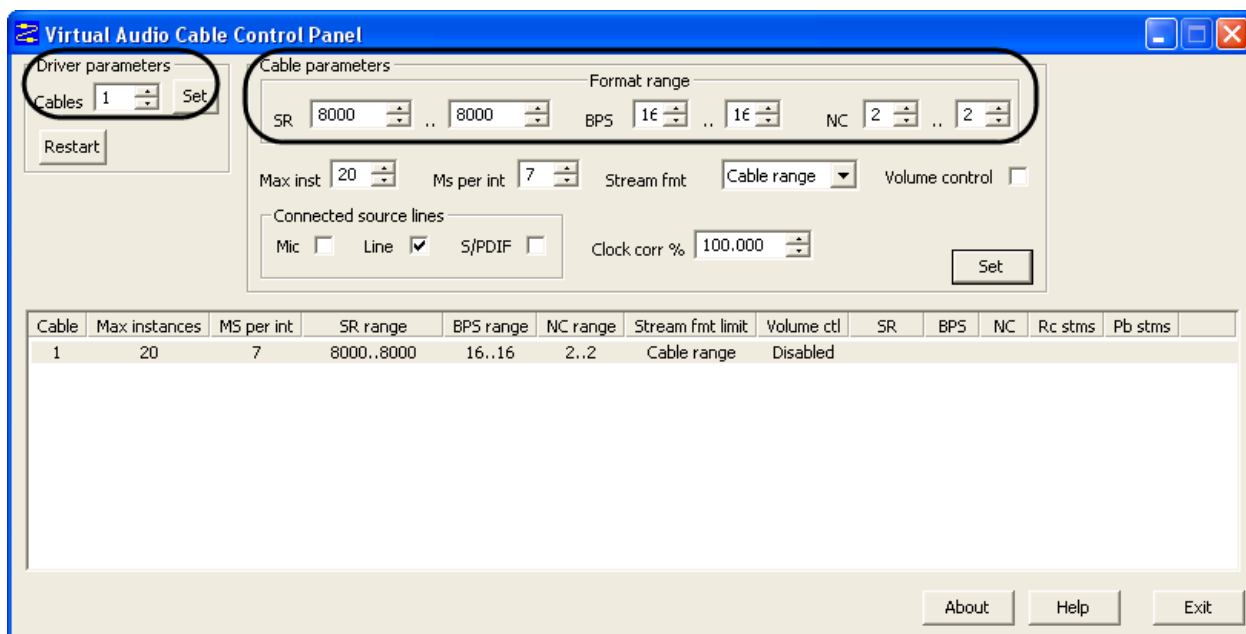 Virtual Audio Cable Control Panel
Driver parameters
Cables 1 Set
Restart
Cable parameters
Format range
SR 8000 .. 8000 BPS 16 .. 16 NC 2 .. 2
Max inst 20 Ms per int 7 Stream fmt Cable range Volume control
Connected source lines
Mic Line S/PDIF
Clock corr % 100.000
Set
Cable Max instances MS per int SR range BPS range NC range Stream fmt limit Volume ctl SR BPS NC Rc stms Pb stms
1 20 7 8000..8000 16..16 2..2 Cable range Disabled
About Help Exit